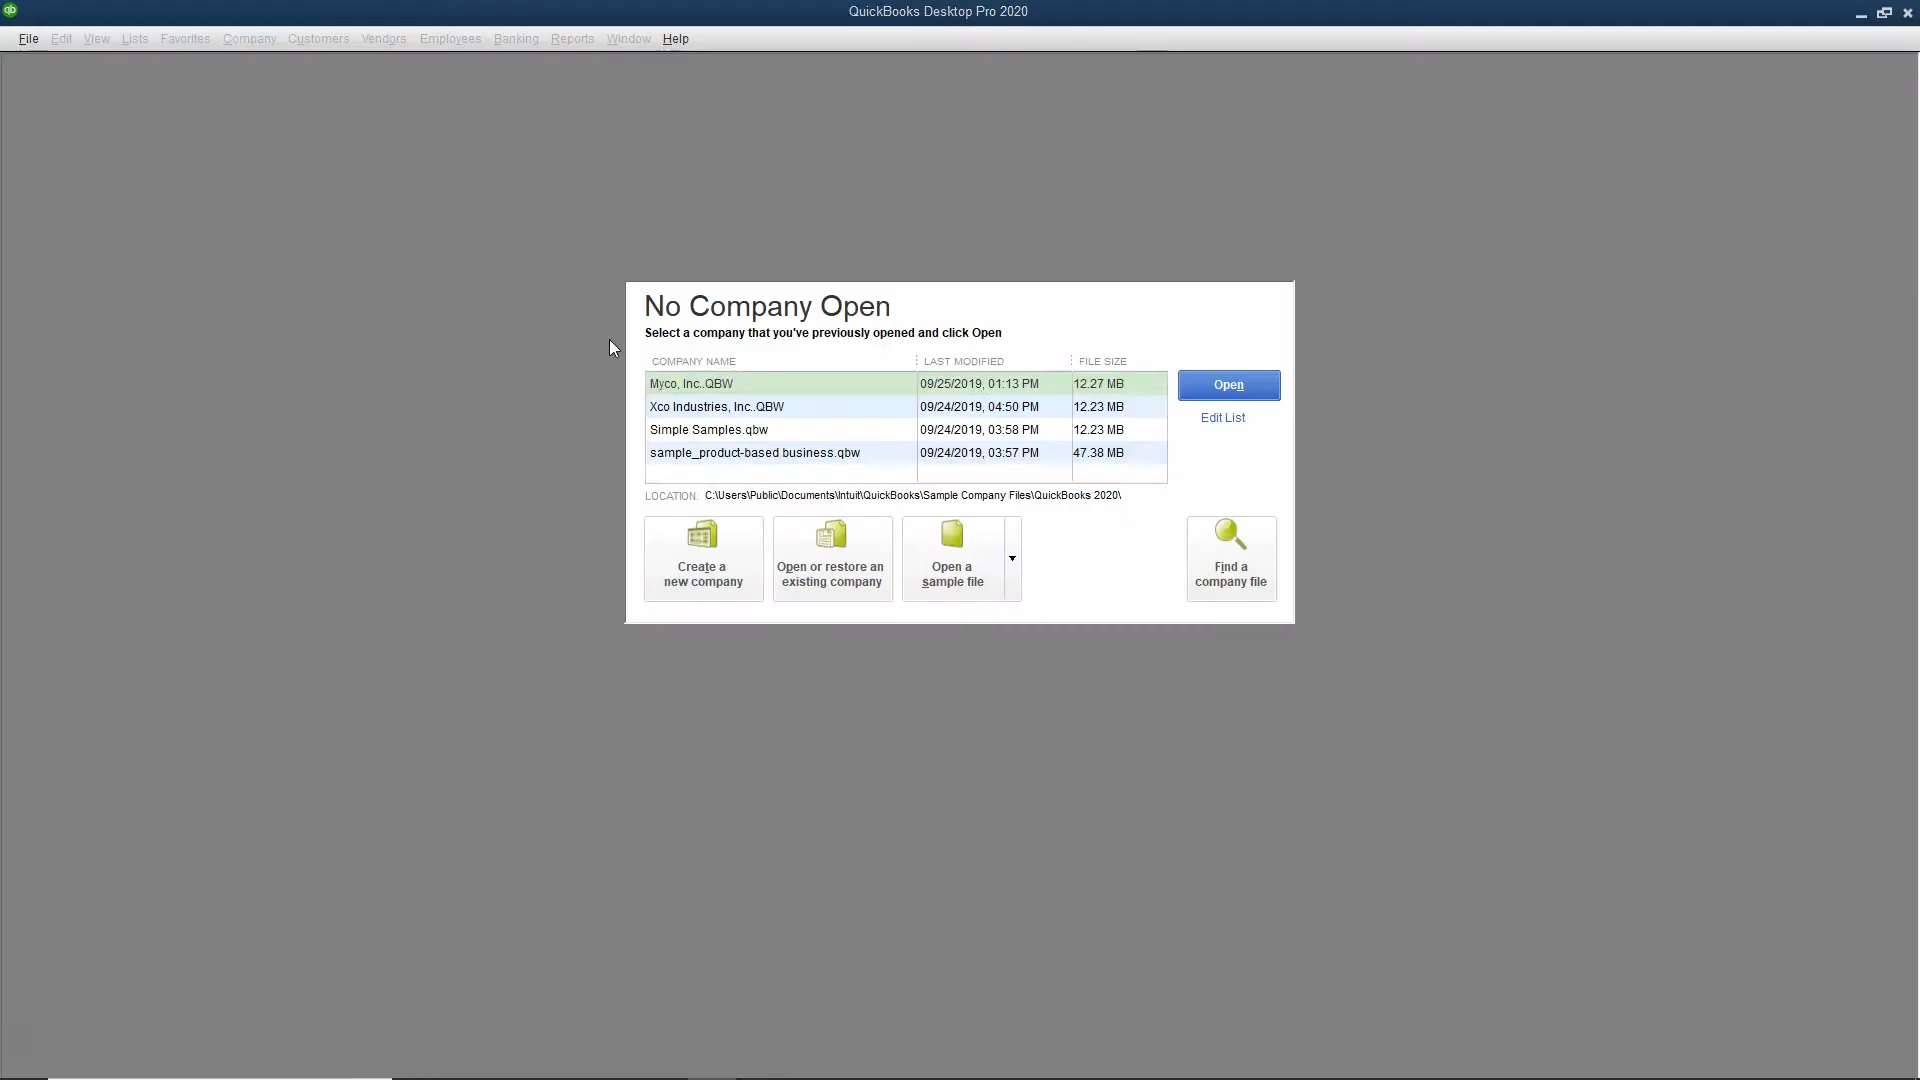 qb QuickBooks Desktop Pro 2020
File Edit View Lists Favorites Company Customers Vendors Employees Banking Reports Window Help
No Company Open
Select a company that you've previously opened and click Open
COMPANY NAME LAST MODIFIED FILE SIZE
Myco, Inc..QBW 09/25/2019, 01:13 PM 12.27 MB Open
Xco Industries, Inc..QBW 09/24/2019, 04:50 PM 12.23 MB Edit List
Simple Samples.qbw 09/24/2019, 03:58 PM 12.23 MB
sample_product-based business.qbw 09/24/2019, 03:57 PM 47.38 MB
LOCATION: C:\Users\Public\Documents\Intuit\QuickBooks\Sample Company Files\QuickBooks 2020\
Create a
new company
Open or restore an
existing company
Open a
sample file
Find a
company file